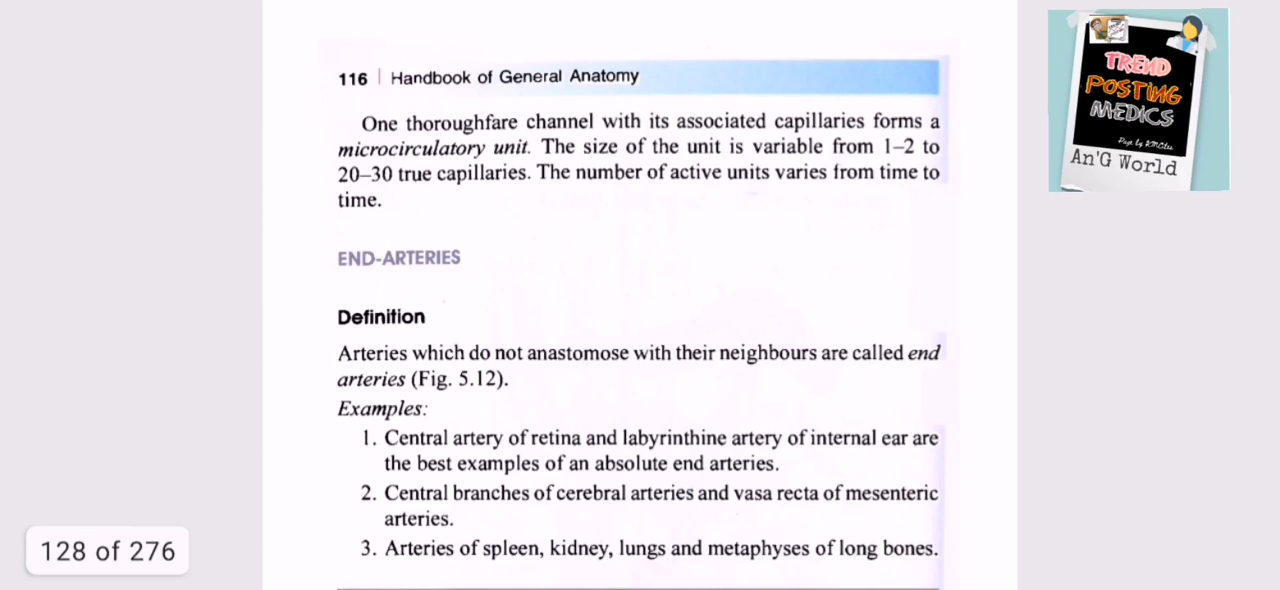 116 | Handbook of General Anatomy
One thoroughfare channel with its associated capillaries forms a
microcirculatory unit. The size of the unit is variable from 1–2 to
20–30 true capillaries. The number of active units varies from time to
time.
END-ARTERIES
Definition
Arteries which do not anastomose with their neighbours are called end
arteries (Fig. 5.12).
Examples:
1. Central artery of retina and labyrinthine artery of internal ear are
the best examples of an absolute end arteries.
2. Central branches of cerebral arteries and vasa recta of mesenteric
arteries.
3. Arteries of spleen, kidney, lungs and metaphyses of long bones.
128 of 276
TREND
POSTING
MEDICS
An'G World